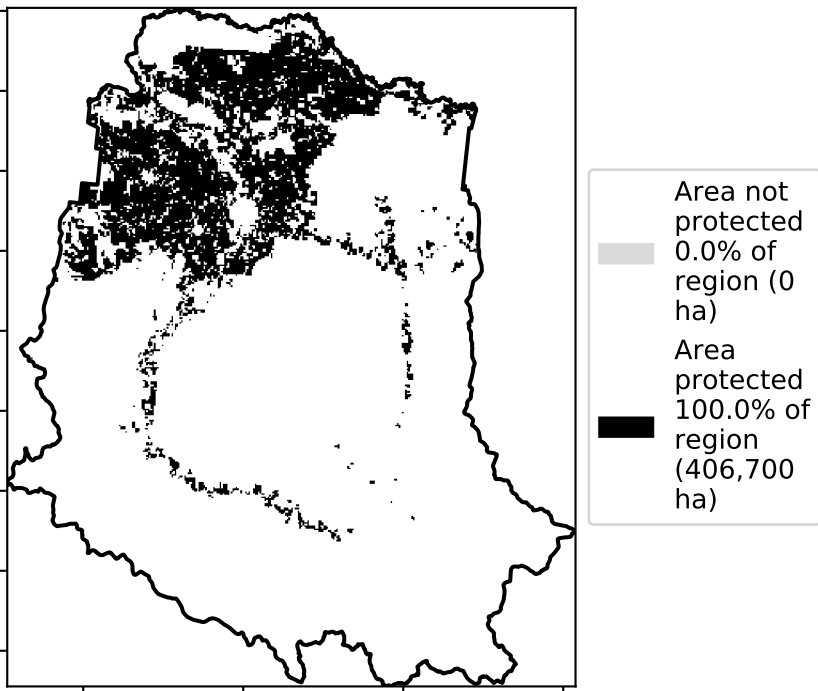 Area not
protected
0.0% of
region (0
ha)
Area
protected
100.0% of
region
(406,700
ha)